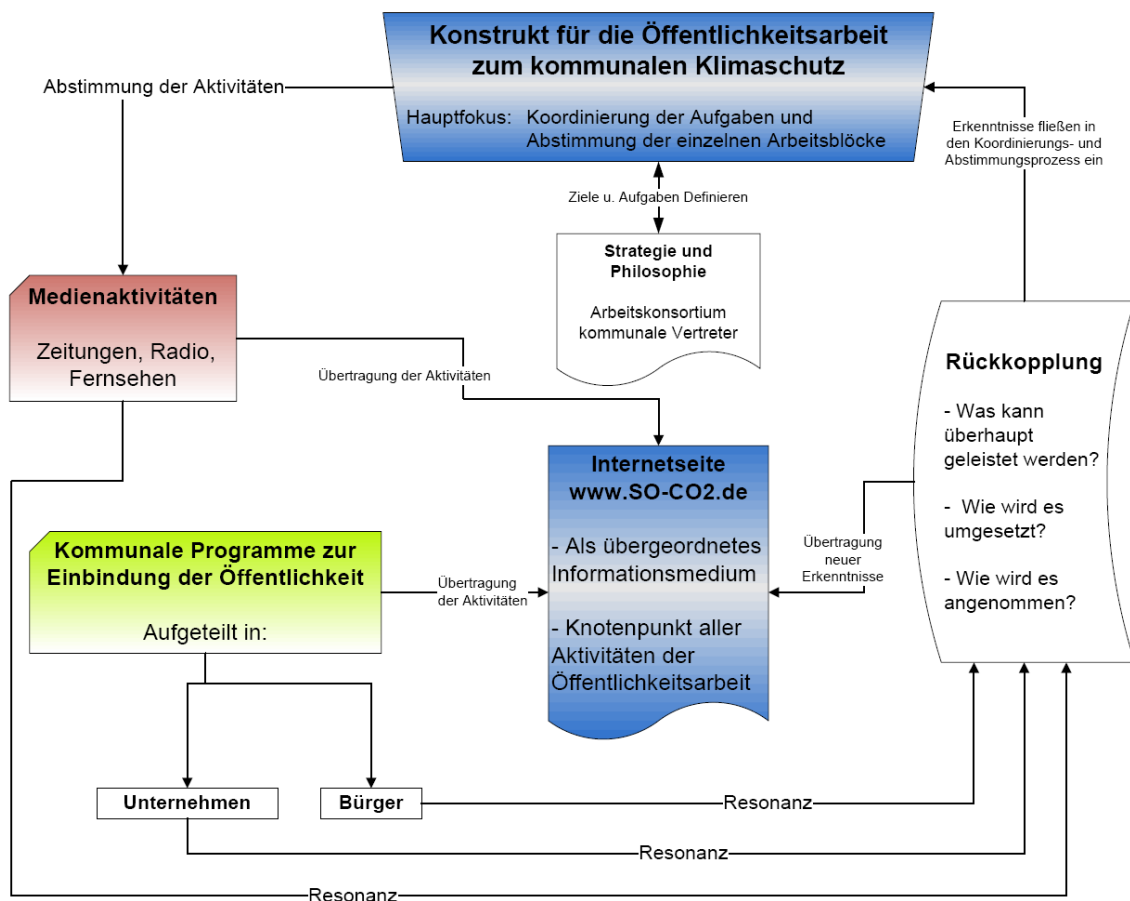 Konstrukt für die Öffentlichkeitsarbeit
zum kommunalen Klimaschutz
Hauptfokus: Koordinierung der Aufgaben und
Abstimmung der einzelnen Arbeitsblöcke
Abstimmung der Aktivitäten
Erkenntnisse fließen in
den Koordinierungs- und
Abstimmungsprozess ein
Ziele u. Aufgaben Definieren
Strategie und
Philosophie
Arbeitskonsortium
kommunale Vertreter
Medienaktivitäten
Zeitungen, Radio,
Fernsehen
Übertragung der Aktivitäten
Rückkopplung
- Was kann
überhaupt
geleistet werden?
- Wie wird es
umgesetzt?
- Wie wird es
angenommen?
Internetseite
www.SO-CO2.de
- Als übergeordnetes
Informationsmedium
- Knotenpunkt aller
Aktivitäten der
Öffentlichkeitsarbeit
Übertragung
neuer
Erkenntnisse
Kommunale Programme zur
Einbindung der Öffentlichkeit
Aufgeteilt in:
Übertragung
der Aktivitäten
Unternehmen
Bürger
Resonanz
Resonanz
Resonanz